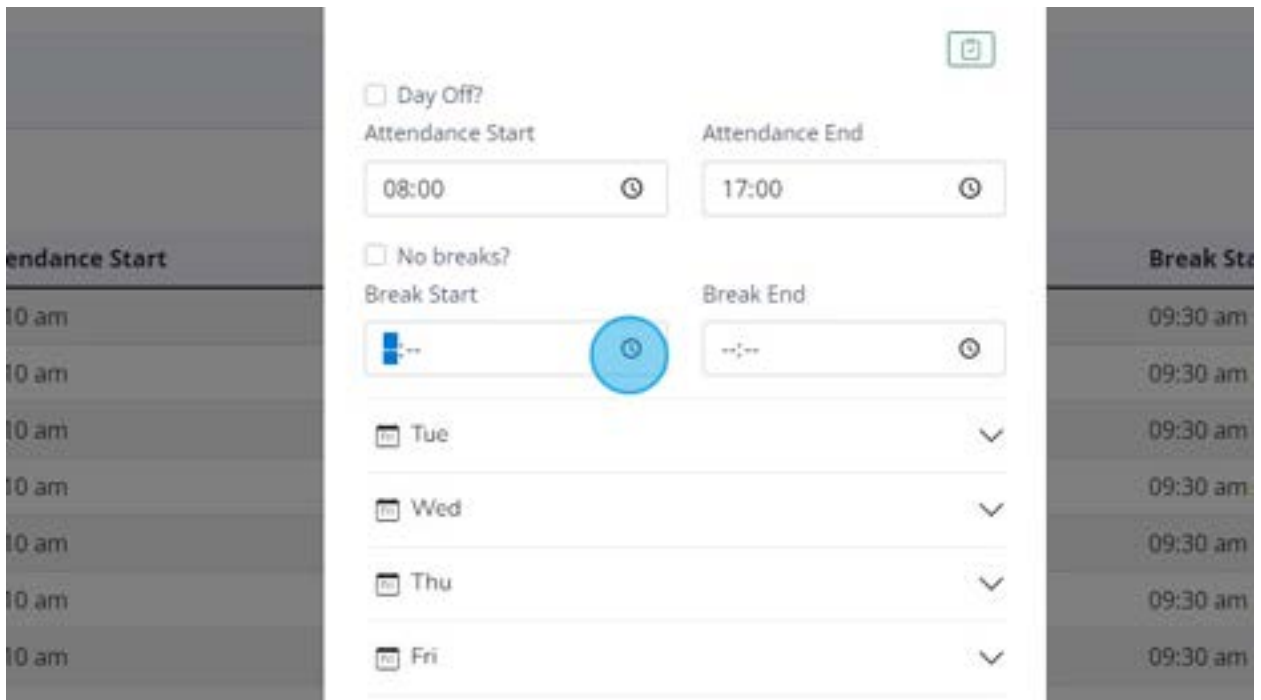 Day Off?
Attendance Start Attendance End
08:00 17:00
endance Start No breaks? Break Sta
Break Start Break End
10 am 09:30 am
:-- --:--
10 am 09:30 am
10 am Tue 09:30 am
10 am Wed 09:30 am
10 am 09:30 am
10 am Thu 09:30 am
10 am Fri 09:30 am